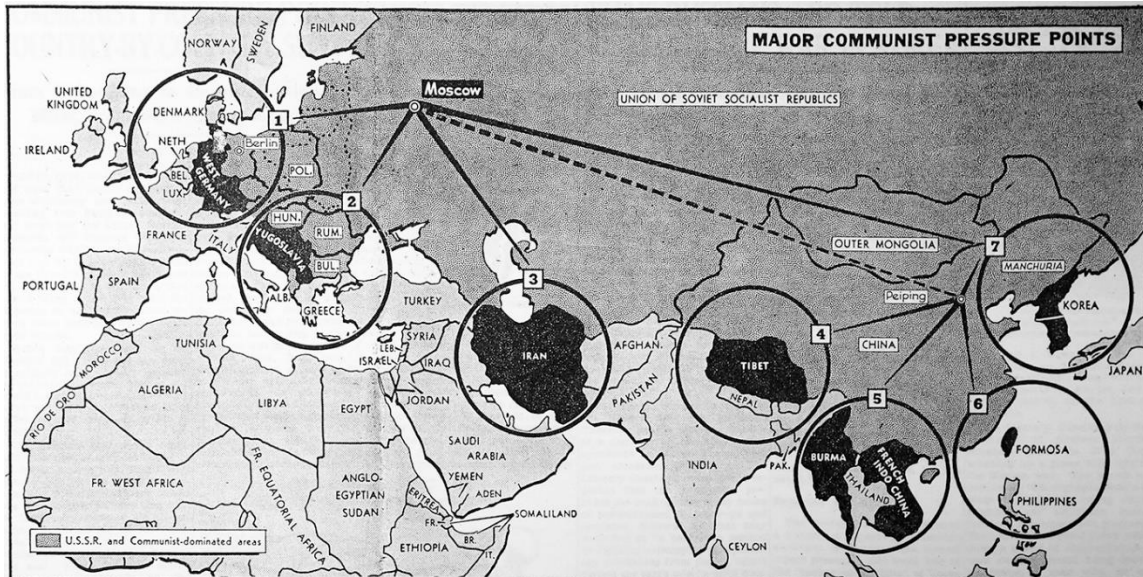 MAJOR COMMUNIST PRESSURE POINTS
NORWAY
SWEDEN
FINLAND
UNITED
KINGDOM
IRELAND
DENMARK
NETH
BEL.
LUX.
WEST
GERMANY
Berlin
POL.
1
Moscow
UNION OF SOVIET SOCIALIST REPUBLICS
FRANCE
ITALY
PORTUGAL
SPAIN
2
HUN.
RUM.
YUGOSLAVIA
BUL.
ALB.
GREECE
TURKEY
3
IRAN
SYRIA
LEB.
ISRAEL
IRAQ
JORDAN
AFGHAN.
PAKISTAN
4
TIBET
NEPAL
INDIA
PAK.
CEYLON
OUTER MONGOLIA
CHINA
Peiping
7
MANCHURIA
KOREA
JAPAN
5
BURMA
THAILAND
FRENCH
INDO CHINA
6
FORMOSA
PHILIPPINES
MOROCCO
RIO DE ORO
ALGERIA
TUNISIA
LIBYA
EGYPT
SAUDI
ARABIA
YEMEN
ADEN
FR. WEST AFRICA
FR. EQUATORIAL AFRICA
ANGLO-
EGYPTIAN
SUDAN
ERITREA
FR.
BR.
IT.
SOMALILAND
ETHIOPIA
U.S.S.R. and Communist-dominated areas